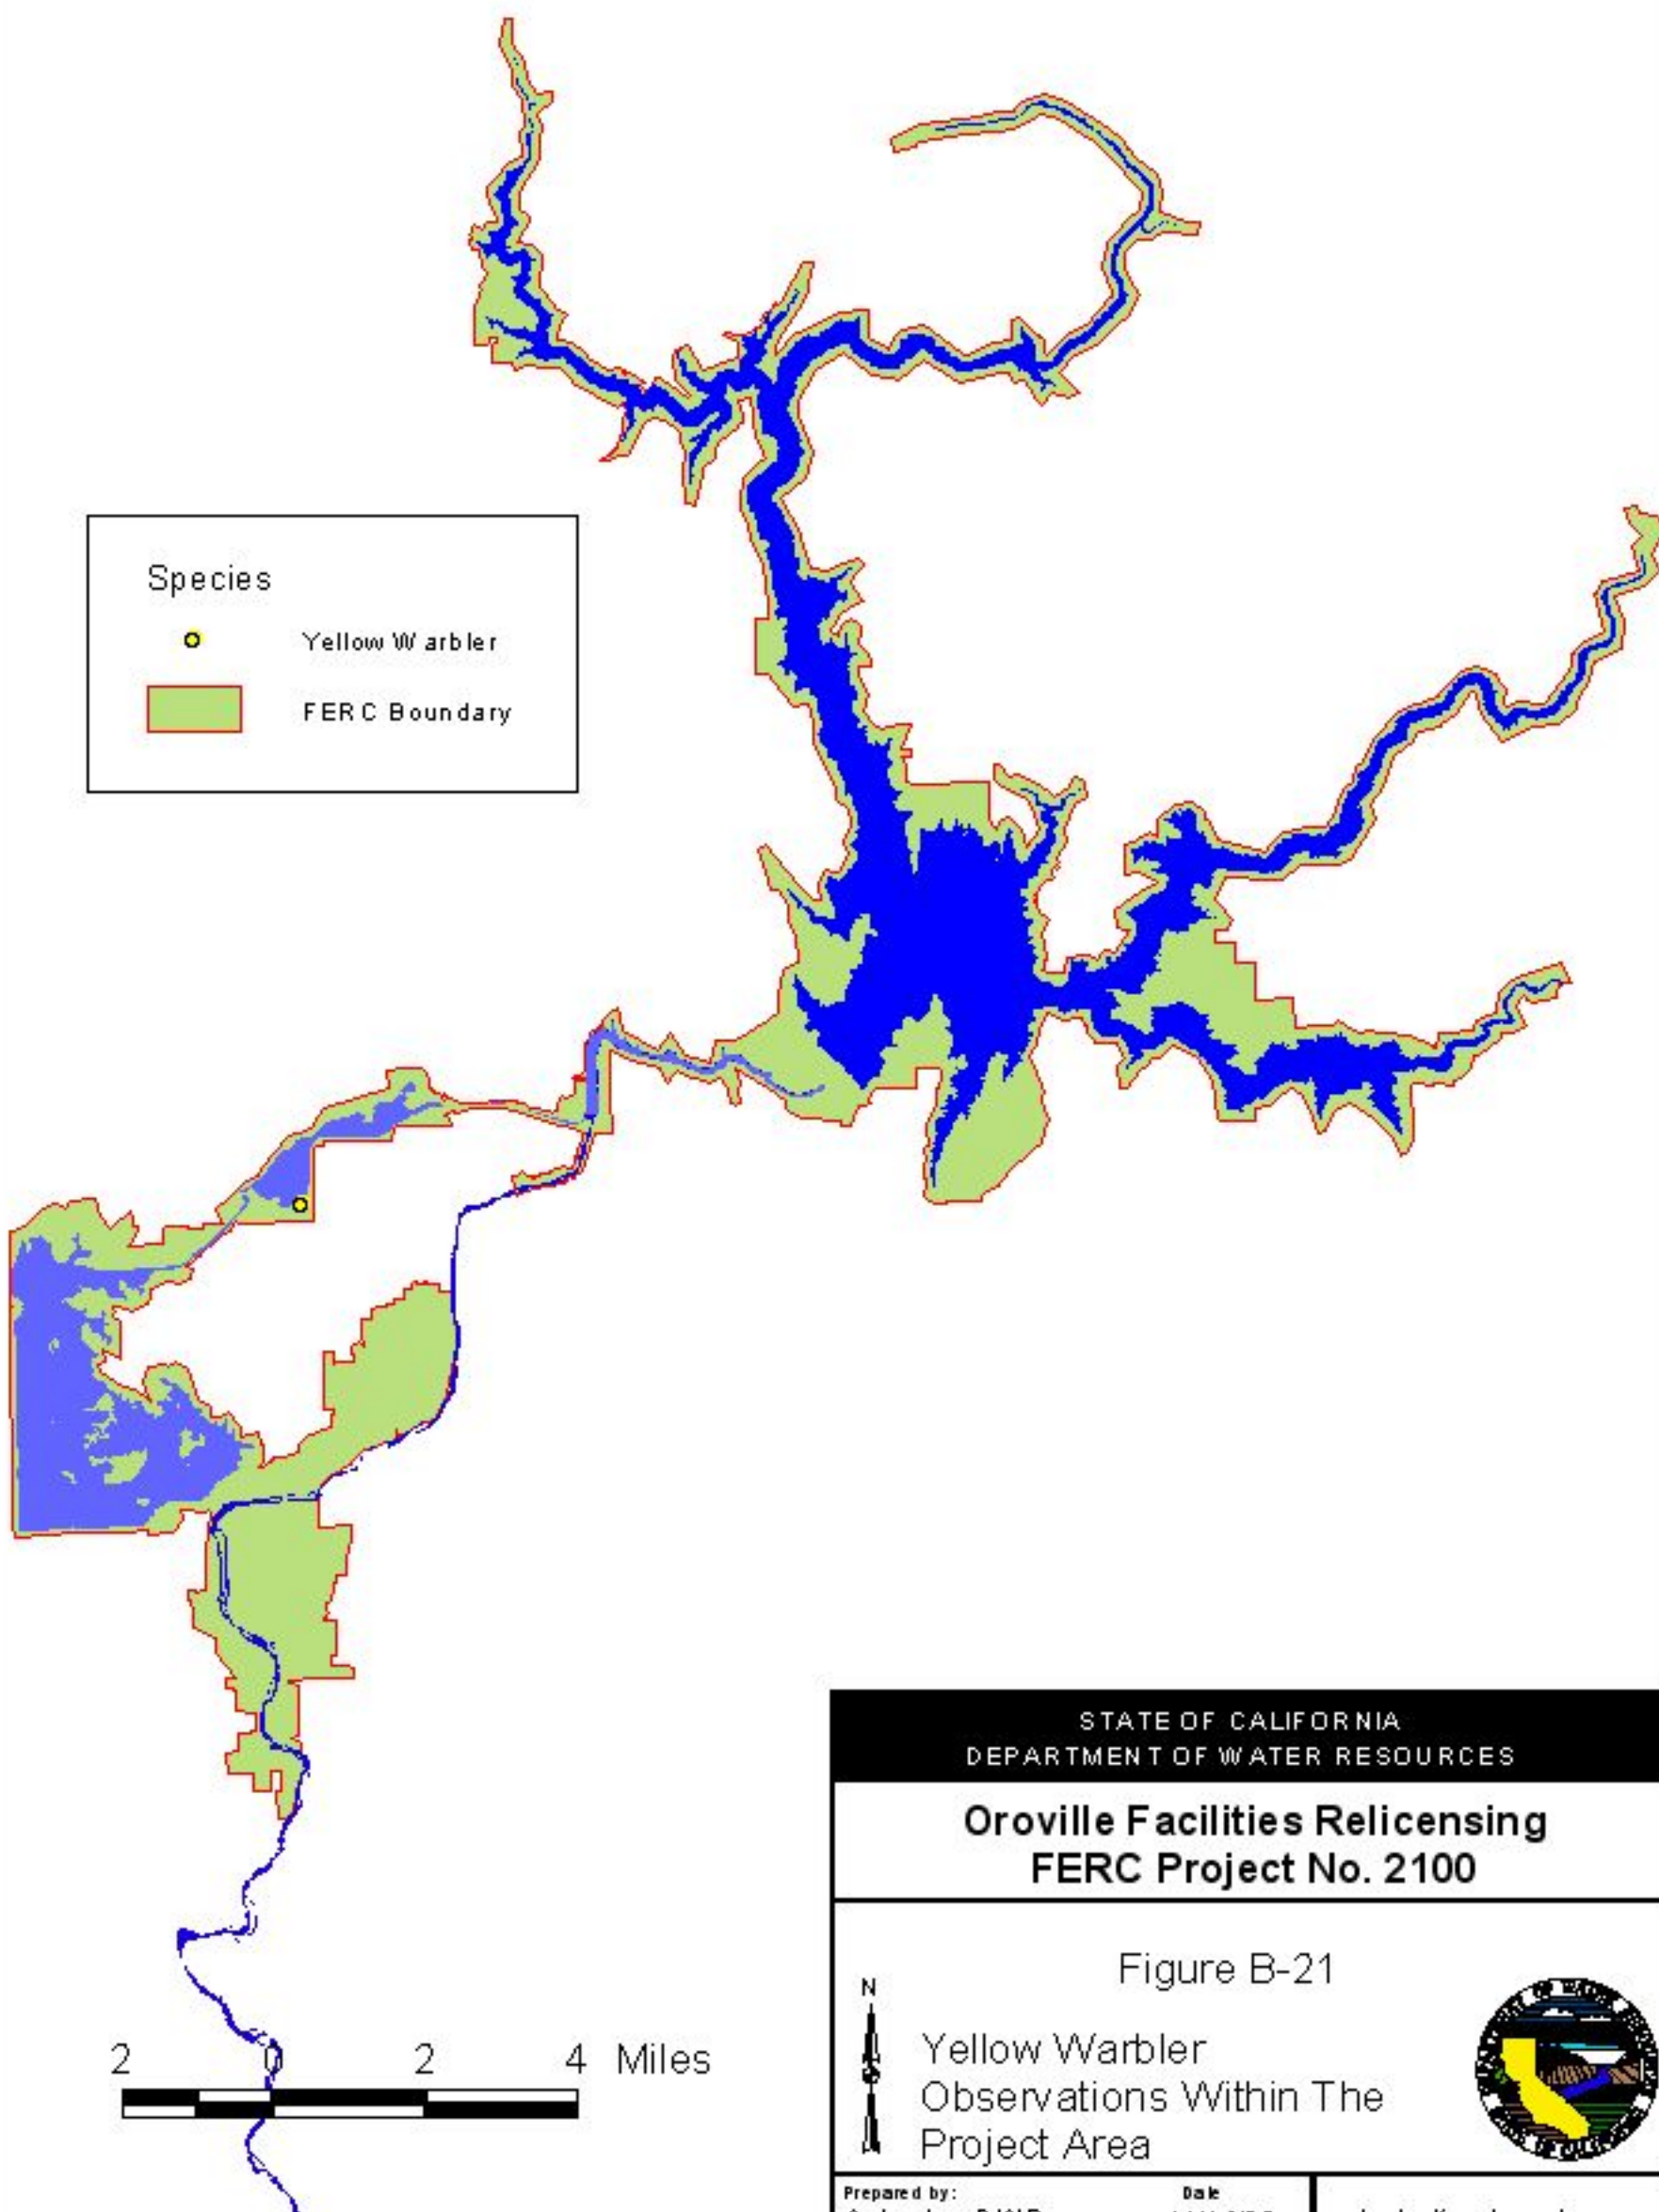 Species
Yellow Warbler
FERC Boundary
2 0 2 4 Miles
STATE OF CALIFORNIA
DEPARTMENT OF WATER RESOURCES
Oroville Facilities Relicensing
FERC Project No. 2100
Figure B-21
N
Yellow Warbler
Observations Within The
Project Area
Prepared by:
Date